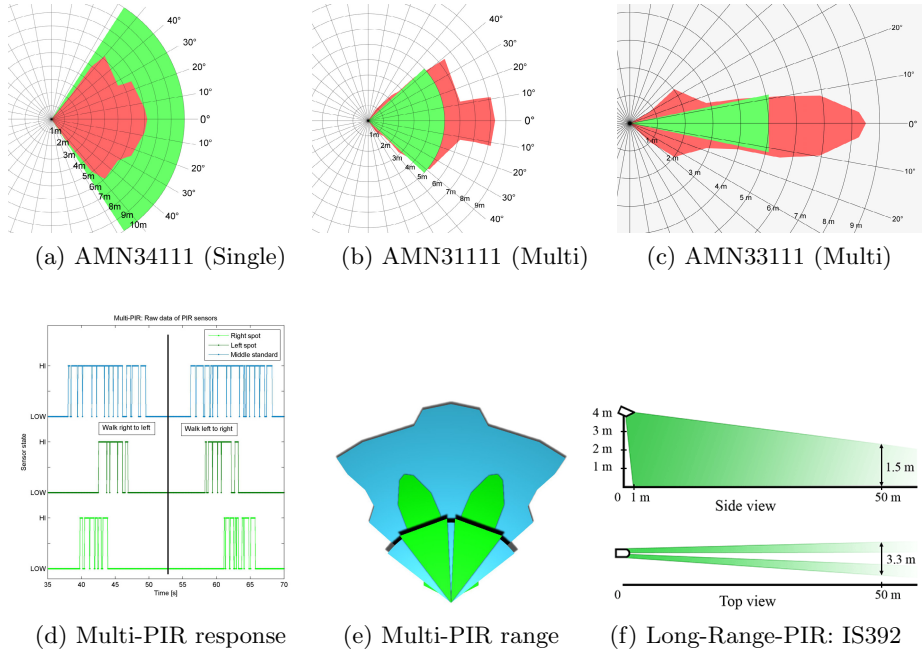 40°
30°
20°
10°
0°
10°
20°
30°
40°
1m
2m
3m
4m
5m
6m
7m
8m
9m
10m
(a) AMN34111 (Single)
40°
30°
20°
10°
0°
10°
20°
30°
40°
1m
2m
3m
4m
5m
6 m
7 m
8 m
9 m
(b) AMN31111 (Multi)
20°
10°
0°
10°
20°
1 m
2 m
3 m
4 m
5 m
6 m
7 m
8 m
9 m
(c) AMN33111 (Multi)
Multi-PIR: Raw data of PIR sensors
Right spot
Left spot
Middle standard
HI
LOW
Walk right to left
Walk left to right
HI
LOW
HI
LOW
Sensor state
35 40 45 50 55 60 65 70
Time [s]
(d) Multi-PIR response
(e) Multi-PIR range
4 m
3 m
2 m
1 m
1.5 m
0 1 m 50 m
Side view
3.3 m
0 50 m
Top view
(f) Long-Range-PIR: IS392